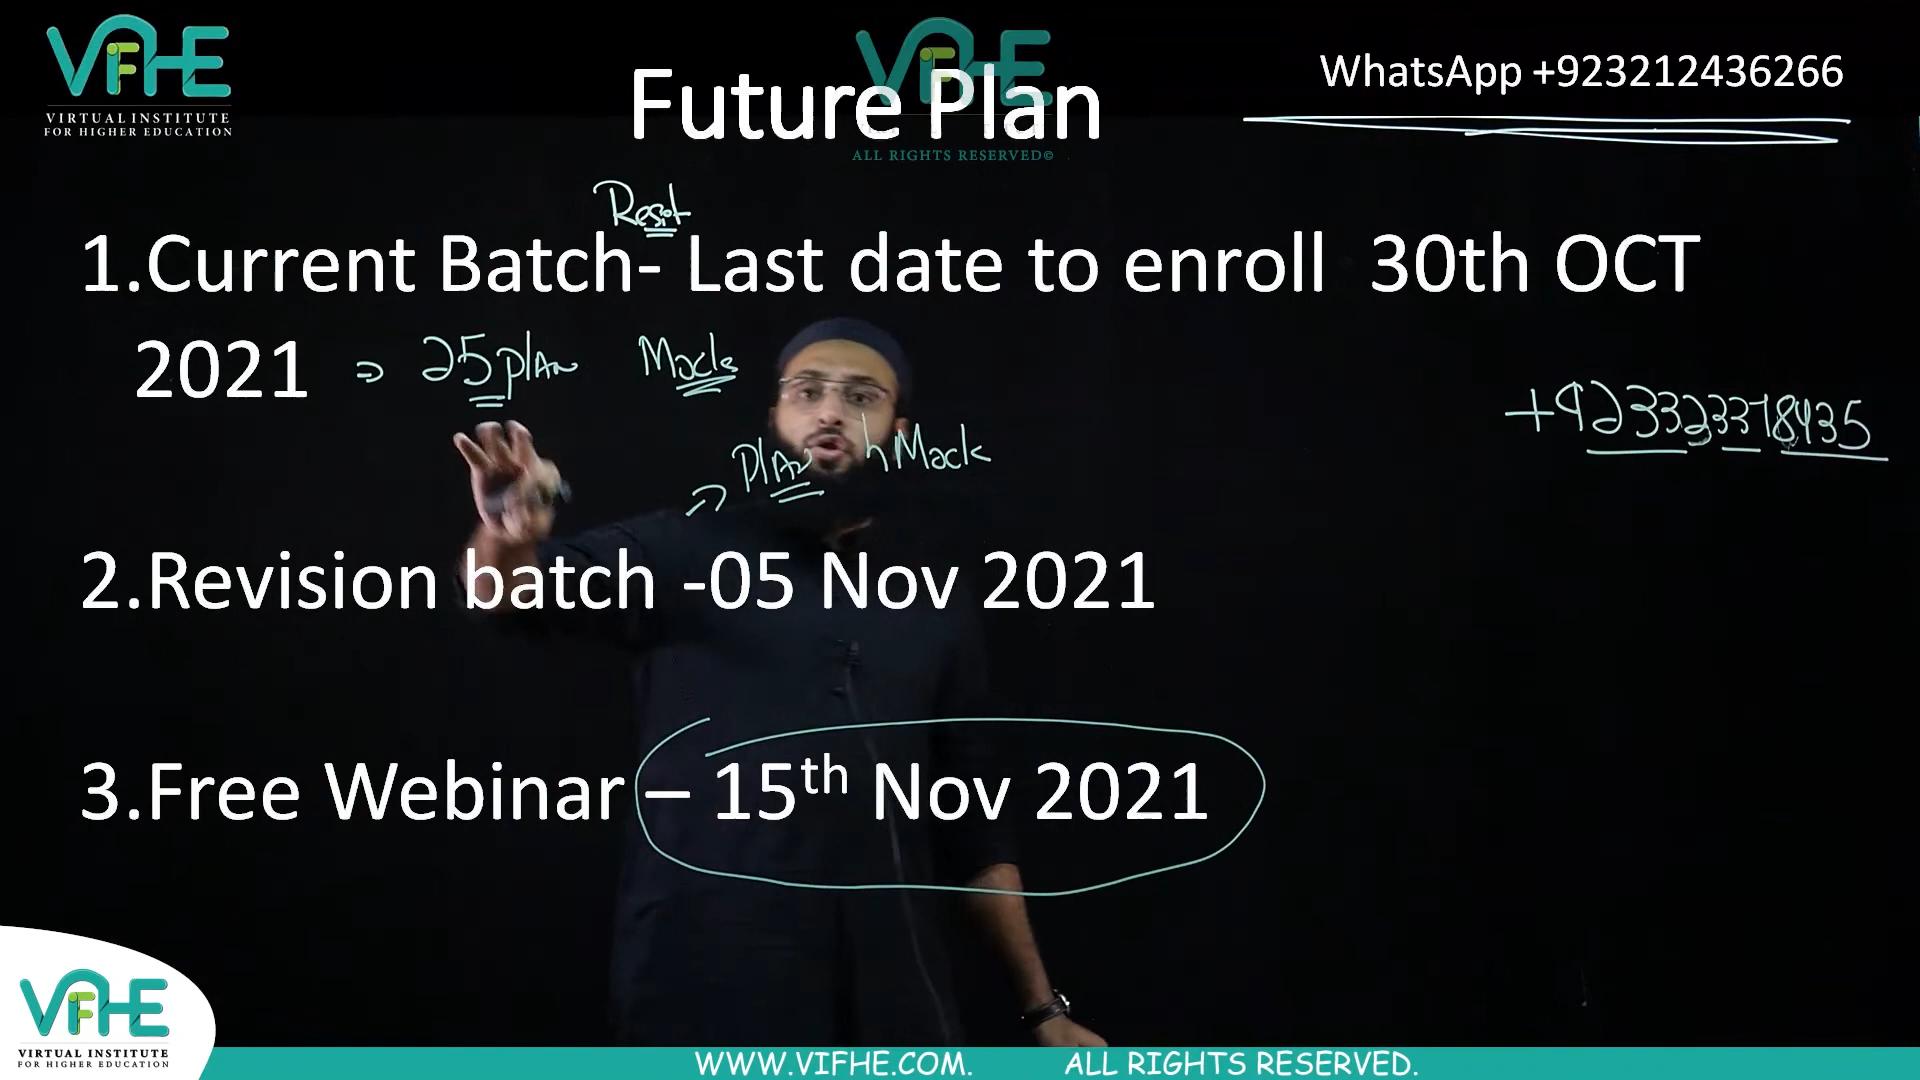 VIFHE
VIRTUAL INSTITUTE
FOR HIGHER EDUCATION
VIFHE
ALL RIGHTS RESERVED©
Future Plan
WhatsApp +923212436266
Resit
1.Current Batch- Last date to enroll 30th OCT
2021 => 25 plan Mocks
+923323378435
=> Plan Mock
2.Revision batch -05 Nov 2021
3.Free Webinar – 15th Nov 2021
VIFHE
VIRTUAL INSTITUTE
FOR HIGHER EDUCATION
WWW.VIFHE.COM. ALL RIGHTS RESERVED.